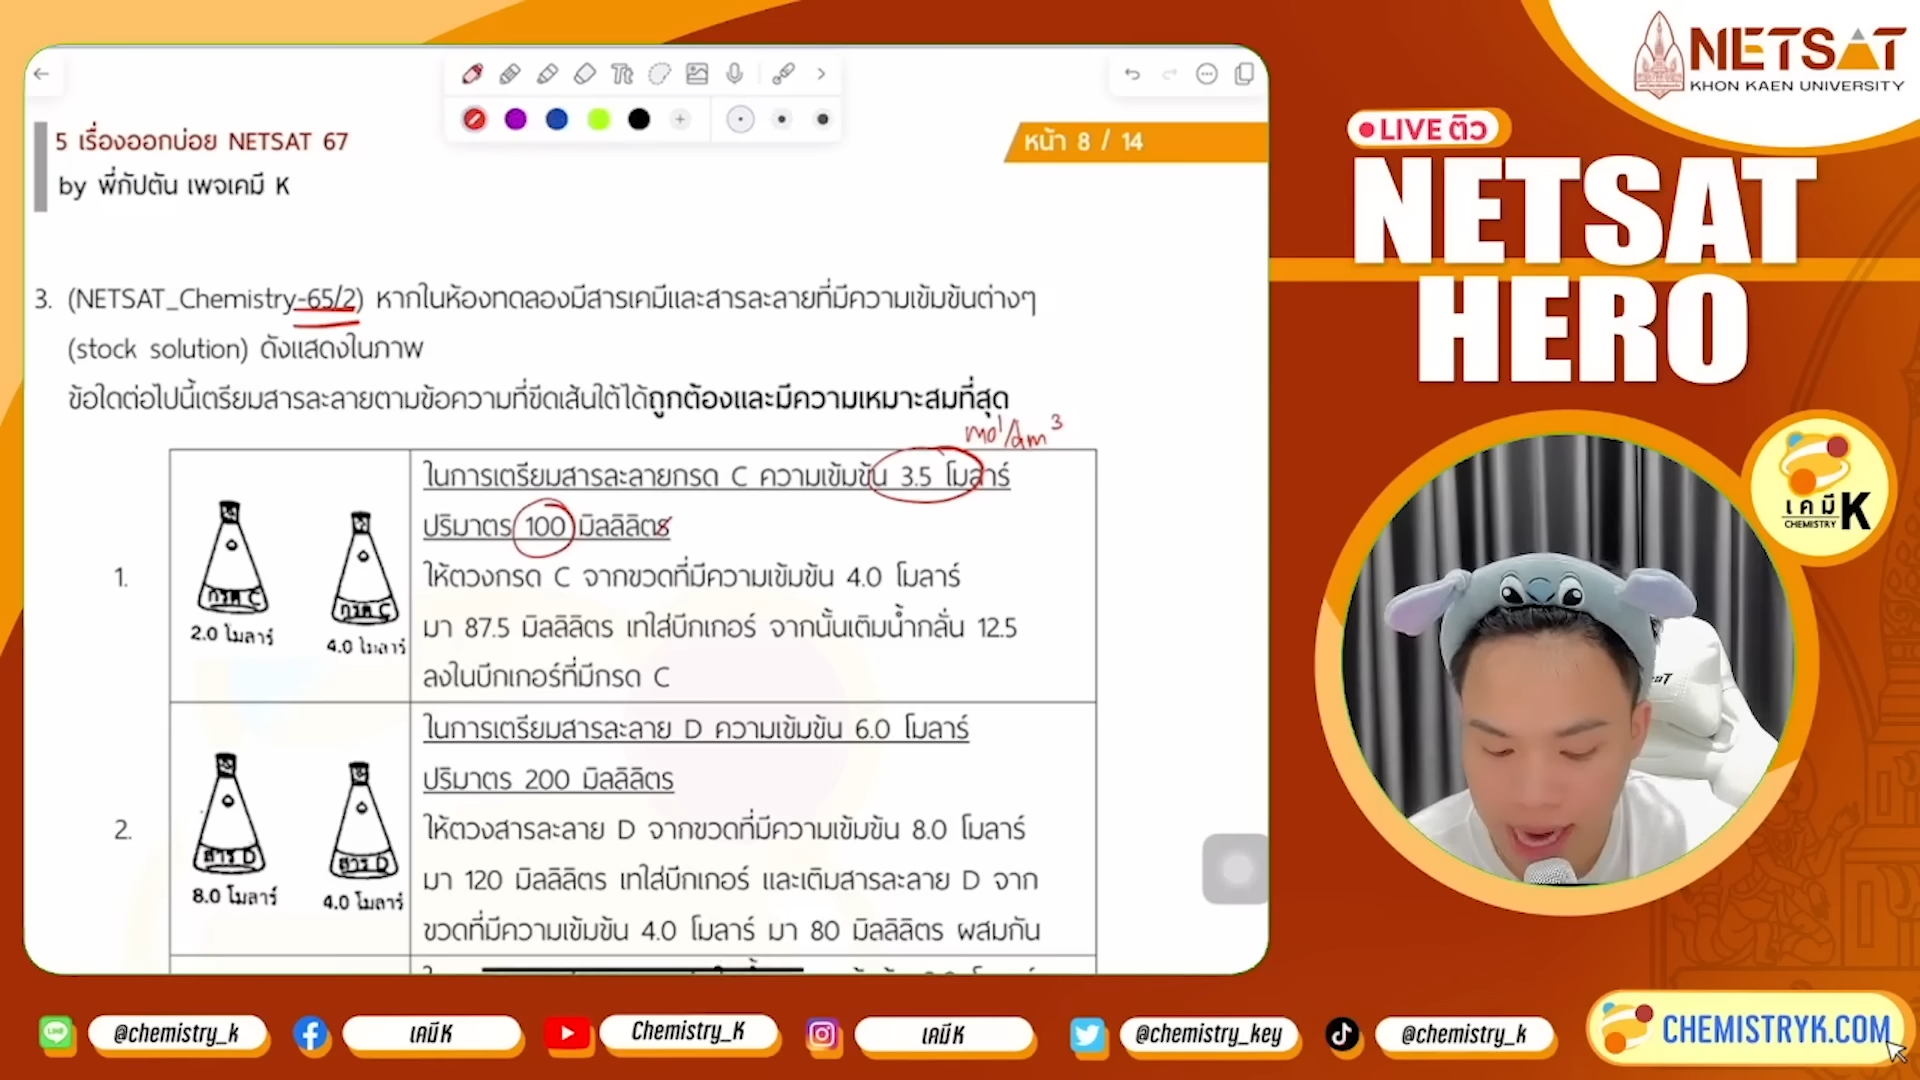 5 เรื่องออกบ่อย NETSAT 67
by พี่กัปตัน เพจเคมี K
หน้า 8 / 14
3. (NETSAT_Chemistry-65/2) หากในห้องทดลองมีสารเคมีและสารละลายที่มีความเข้มข้นต่างๆ
(stock solution) ดังแสดงในภาพ
ข้อใดต่อไปนี้เตรียมสารละลายตามข้อความที่ขีดเส้นใต้ได้ถูกต้องและมีความเหมาะสมที่สุด
mol/dm3
1.
กรด C
2.0 โมลาร์
กรด C
4.0 โมลาร์
ในการเตรียมสารละลายกรด C ความเข้มข้น 3.5 โมลาร์
ปริมาตร 100 มิลลิลิตร
ให้ตวงกรด C จากขวดที่มีความเข้มข้น 4.0 โมลาร์
มา 87.5 มิลลิลิตร เทใส่บีกเกอร์ จากนั้นเติมน้ำกลั่น 12.5
ลงในบีกเกอร์ที่มีกรด C
2.
สาร D
8.0 โมลาร์
สาร D
4.0 โมลาร์
ในการเตรียมสารละลาย D ความเข้มข้น 6.0 โมลาร์
ปริมาตร 200 มิลลิลิตร
ให้ตวงสารละลาย D จากขวดที่มีความเข้มข้น 8.0 โมลาร์
มา 120 มิลลิลิตร เทใส่บีกเกอร์ และเติมสารละลาย D จาก
ขวดที่มีความเข้มข้น 4.0 โมลาร์ มา 80 มิลลิลิตร ผสมกัน
NETSAT
KHON KAEN UNIVERSITY
LIVE ติว
NETSAT
HERO
เคมี K
CHEMISTRY
@chemistry_k
เคมี K
Chemistry_K
เคมี K
@chemistry_key
@chemistry_k
CHEMISTRYK.COM